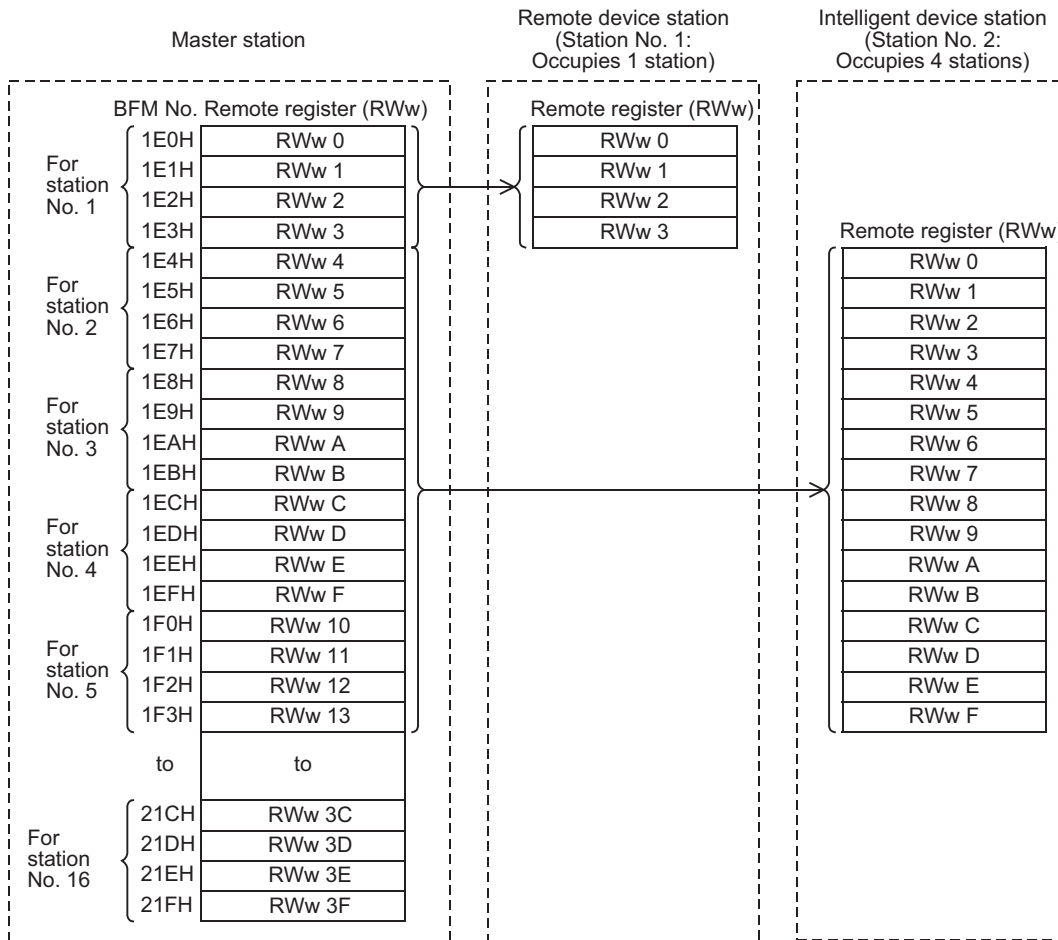 Master station
Remote device station
(Station No. 1:
Occupies 1 station)
Intelligent device station
(Station No. 2:
Occupies 4 stations)
BFM No. Remote register (RWw)
For
station
No. 1
1E0H RWw 0
1E1H RWw 1
1E2H RWw 2
1E3H RWw 3
For
station
No. 2
1E4H RWw 4
1E5H RWw 5
1E6H RWw 6
1E7H RWw 7
For
station
No. 3
1E8H RWw 8
1E9H RWw 9
1EAH RWw A
1EBH RWw B
For
station
No. 4
1ECH RWw C
1EDH RWw D
1EEH RWw E
1EFH RWw F
For
station
No. 5
1F0H RWw 10
1F1H RWw 11
1F2H RWw 12
1F3H RWw 13
to to
For
station
No. 16
21CH RWw 3C
21DH RWw 3D
21EH RWw 3E
21FH RWw 3F
Remote register (RWw)
RWw 0
RWw 1
RWw 2
RWw 3
Remote register (RWw)
RWw 0
RWw 1
RWw 2
RWw 3
RWw 4
RWw 5
RWw 6
RWw 7
RWw 8
RWw 9
RWw A
RWw B
RWw C
RWw D
RWw E
RWw F